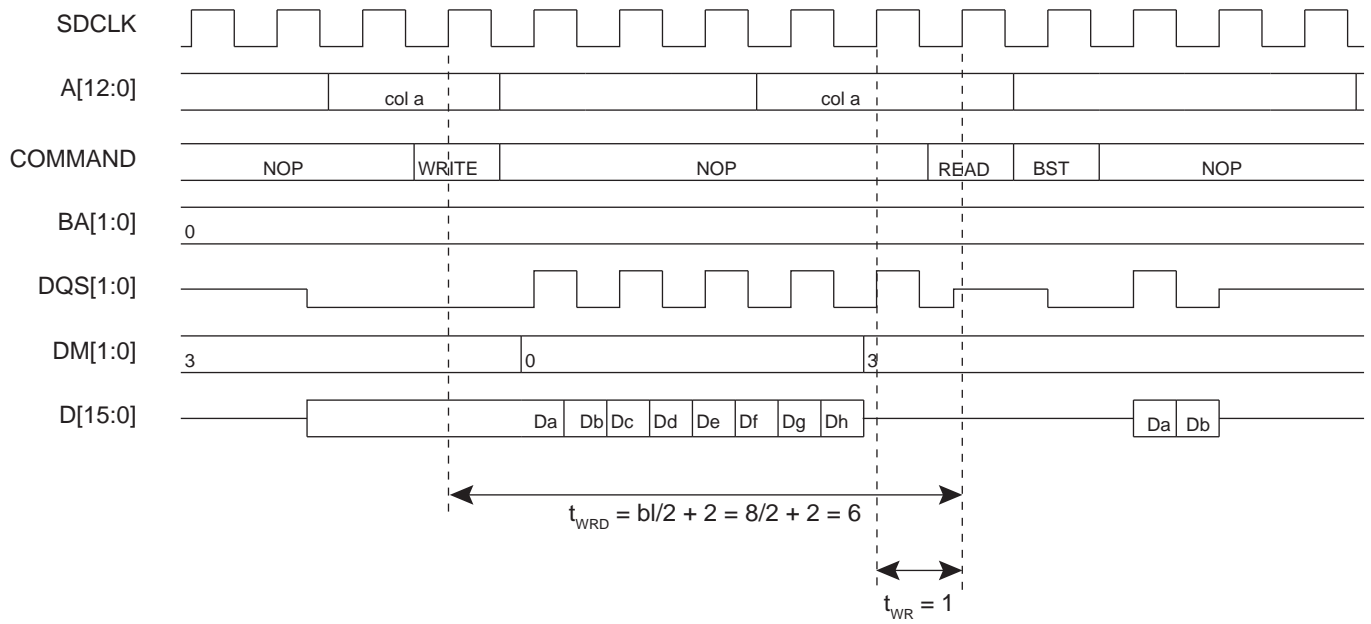 SDCLK
A[12:0] col a col a
COMMAND NOP WRITE NOP READ BST NOP
BA[1:0] 0
DQS[1:0]
DM[1:0] 3 0 3
D[15:0] Da Db Dc Dd De Df Dg Dh Da Db
tWRD = bl/2 + 2 = 8/2 + 2 = 6
tWR = 1